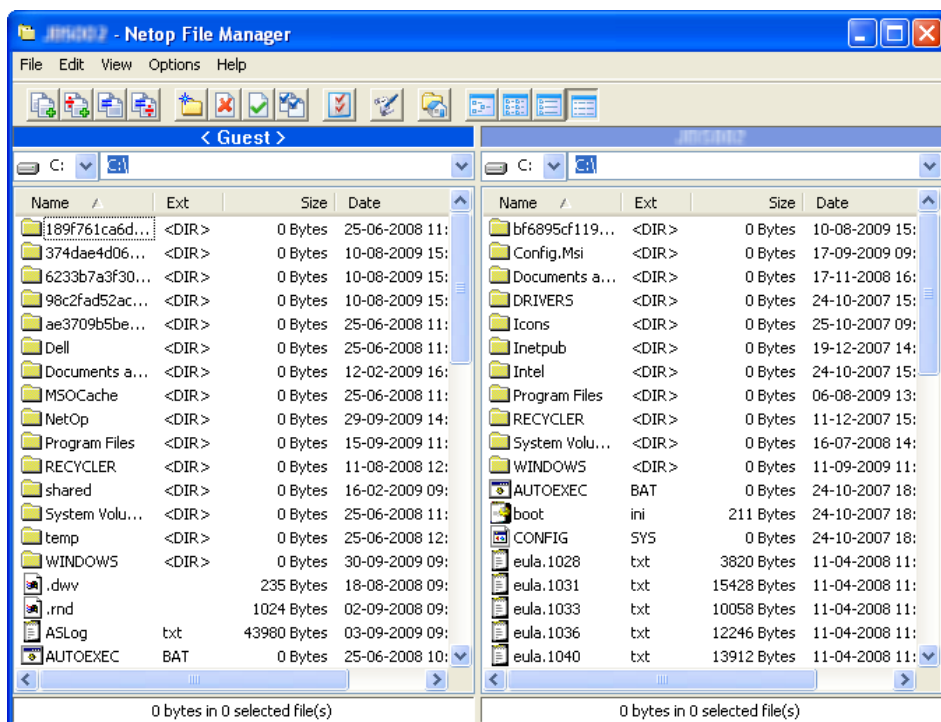 - Netop File Manager
File Edit View Options Help
< Guest >
C: C:\
C: C:\
Name Ext Size Date
189f761ca6d... <DIR> 0 Bytes 25-06-2008 11:
374dae4d06... <DIR> 0 Bytes 10-08-2009 15:
6233b7a3f30... <DIR> 0 Bytes 10-08-2009 15:
98c2fad52ac... <DIR> 0 Bytes 10-08-2009 15:
ae3709b5be... <DIR> 0 Bytes 25-06-2008 11:
Dell <DIR> 0 Bytes 25-06-2008 11:
Documents a... <DIR> 0 Bytes 12-02-2009 16:
MSOCache <DIR> 0 Bytes 25-06-2008 11:
NetOp <DIR> 0 Bytes 29-09-2009 14:
Program Files <DIR> 0 Bytes 15-09-2009 11:
RECYCLER <DIR> 0 Bytes 11-08-2008 12:
shared <DIR> 0 Bytes 16-02-2009 09:
System Volu... <DIR> 0 Bytes 25-06-2008 11:
temp <DIR> 0 Bytes 25-06-2008 12:
WINDOWS <DIR> 0 Bytes 30-09-2009 09:
.dwv 235 Bytes 18-08-2008 09:
.rnd 1024 Bytes 02-09-2008 09:
ASLog txt 43980 Bytes 03-09-2009 09:
AUTOEXEC BAT 0 Bytes 25-06-2008 10:
0 bytes in 0 selected file(s)
Name Ext Size Date
bf6895cf119... <DIR> 0 Bytes 10-08-2009 15:
Config.Msi <DIR> 0 Bytes 17-09-2009 09:
Documents a... <DIR> 0 Bytes 17-11-2008 16:
DRIVERS <DIR> 0 Bytes 24-10-2007 15:
Icons <DIR> 0 Bytes 25-10-2007 09:
Inetpub <DIR> 0 Bytes 19-12-2007 14:
Intel <DIR> 0 Bytes 24-10-2007 15:
Program Files <DIR> 0 Bytes 06-08-2009 13:
RECYCLER <DIR> 0 Bytes 11-12-2007 15:
System Volu... <DIR> 0 Bytes 16-07-2008 14:
WINDOWS <DIR> 0 Bytes 11-09-2009 11:
AUTOEXEC BAT 0 Bytes 24-10-2007 18:
boot ini 211 Bytes 24-10-2007 18:
CONFIG SYS 0 Bytes 24-10-2007 18:
eula.1028 txt 3820 Bytes 11-04-2008 11:
eula.1031 txt 15428 Bytes 11-04-2008 11:
eula.1033 txt 10058 Bytes 11-04-2008 11:
eula.1036 txt 12246 Bytes 11-04-2008 11:
eula.1040 txt 13912 Bytes 11-04-2008 11:
0 bytes in 0 selected file(s)